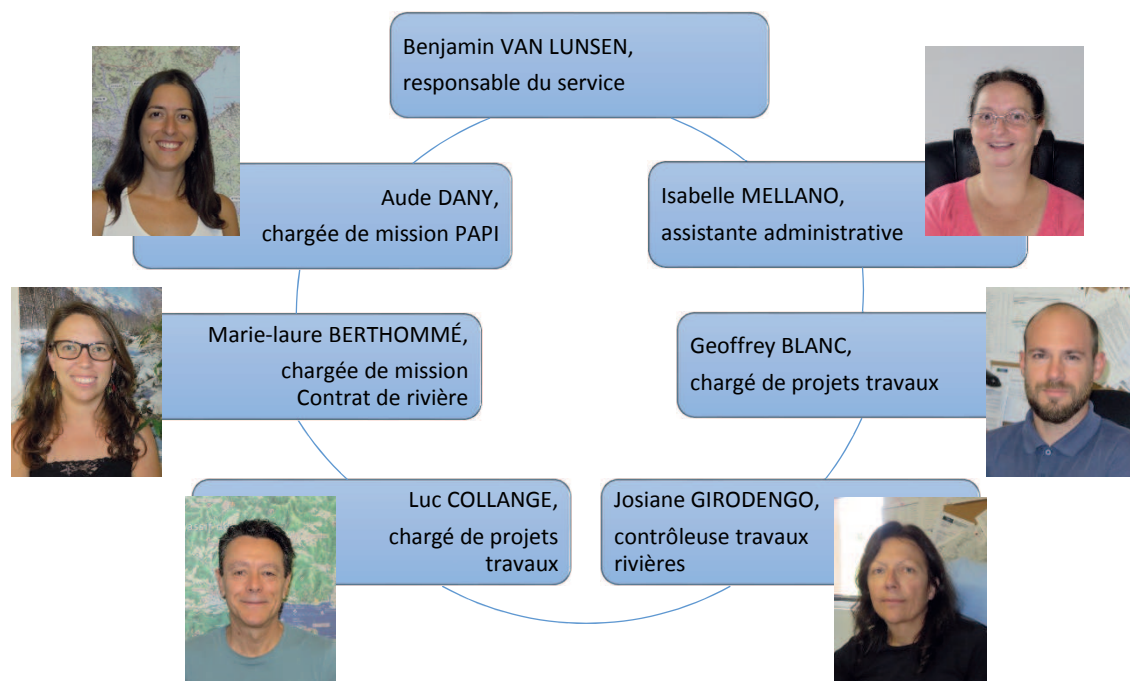 Benjamin VAN LUNSEN,
responsable du service
Aude DANY,
chargée de mission PAPI
Isabelle MELLANO,
assistante administrative
Marie-laure BERTHOMMÉ,
chargée de mission
Contrat de rivière
Geoffrey BLANC,
chargé de projets travaux
Luc COLLANGE,
chargé de projets
travaux
Josiane GIRODENGO,
contrôleuse travaux
rivières